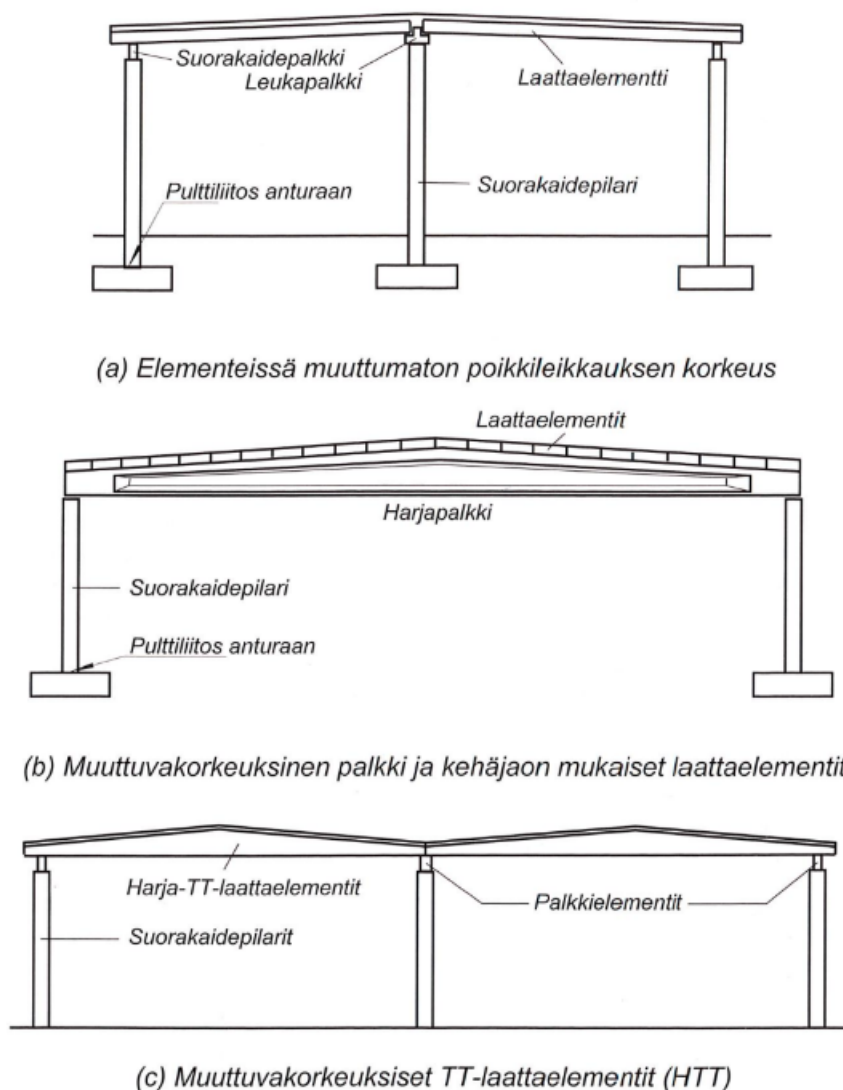 Suorakaidepalkki
Leukapalkki
Laattaelementti
Pulttiliitos anturaan
Suorakaidepilari
(a) Elementeissä muuttumaton poikkileikkauksen korkeus
Laattaelementit
Harjapalkki
Suorakaidepilari
Pulttiliitos anturaan
(b) Muuttuvakorkeuksinen palkki ja kehäjaon mukaiset laattaelementit
Harja-TT-laattaelementit
Palkkielementit
Suorakaidepilarit
(c) Muuttuvakorkeuksiset TT-laattaelementit (HTT)